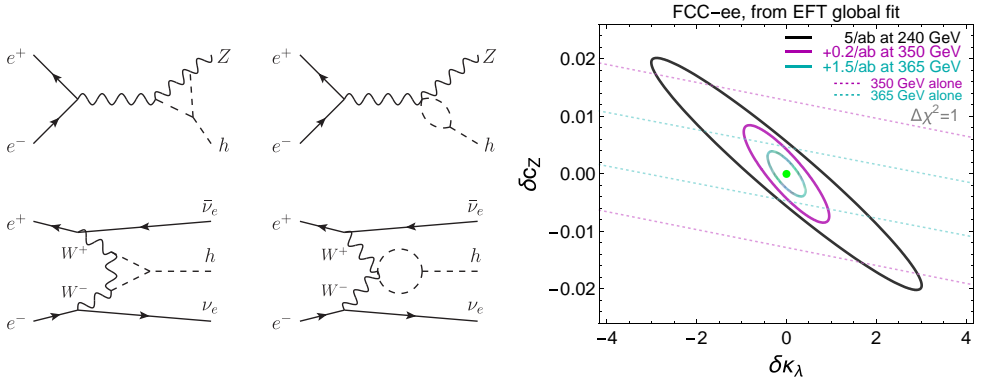 e+
Z
e−
h
e+
Z
e−
h
e+
ν̄e
W+
h
W−
e−
νe
e+
ν̄e
W+
h
W−
e−
νe
FCC−ee, from EFT global fit
5/ab at 240 GeV
+0.2/ab at 350 GeV
+1.5/ab at 365 GeV
350 GeV alone
365 GeV alone
Δχ²=1
0.02
0.01
0.00
−0.01
−0.02
δcZ
−4 −2 0 2 4
δκλ